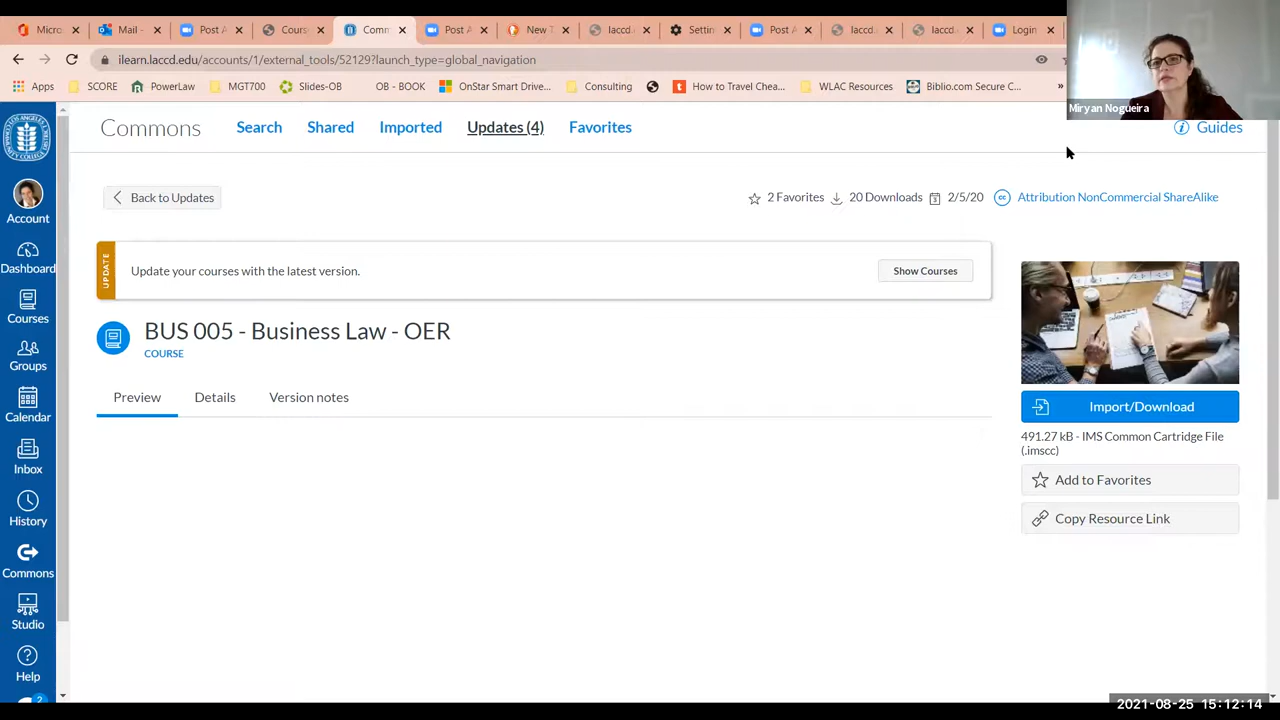 Micros
Mail -
Post A
Cours
Comm
Post A
New T
laccd.
Settin
Post A
laccd.
laccd.
Login
ilearn.laccd.edu/accounts/1/external_tools/52129?launch_type=global_navigation
Apps
SCORE
PowerLaw
MGT700
Slides-OB
OB - BOOK
OnStar Smart Drive...
Consulting
How to Travel Chea...
WLAC Resources
Biblio.com Secure C...
»
Miryan Nogueira
Commons
Search
Shared
Imported
Updates (4)
Favorites
Guides
Back to Updates
2 Favorites
20 Downloads
2/5/20
Attribution NonCommercial ShareAlike
UPDATE
Update your courses with the latest version.
Show Courses
BUS 005 - Business Law - OER
COURSE
Preview
Details
Version notes
Import/Download
491.27 kB - IMS Common Cartridge File
(.imscc)
Add to Favorites
Copy Resource Link
Account
Dashboard
Courses
Groups
Calendar
Inbox
History
Commons
Studio
Help
2
2021-08-25 15:12:14